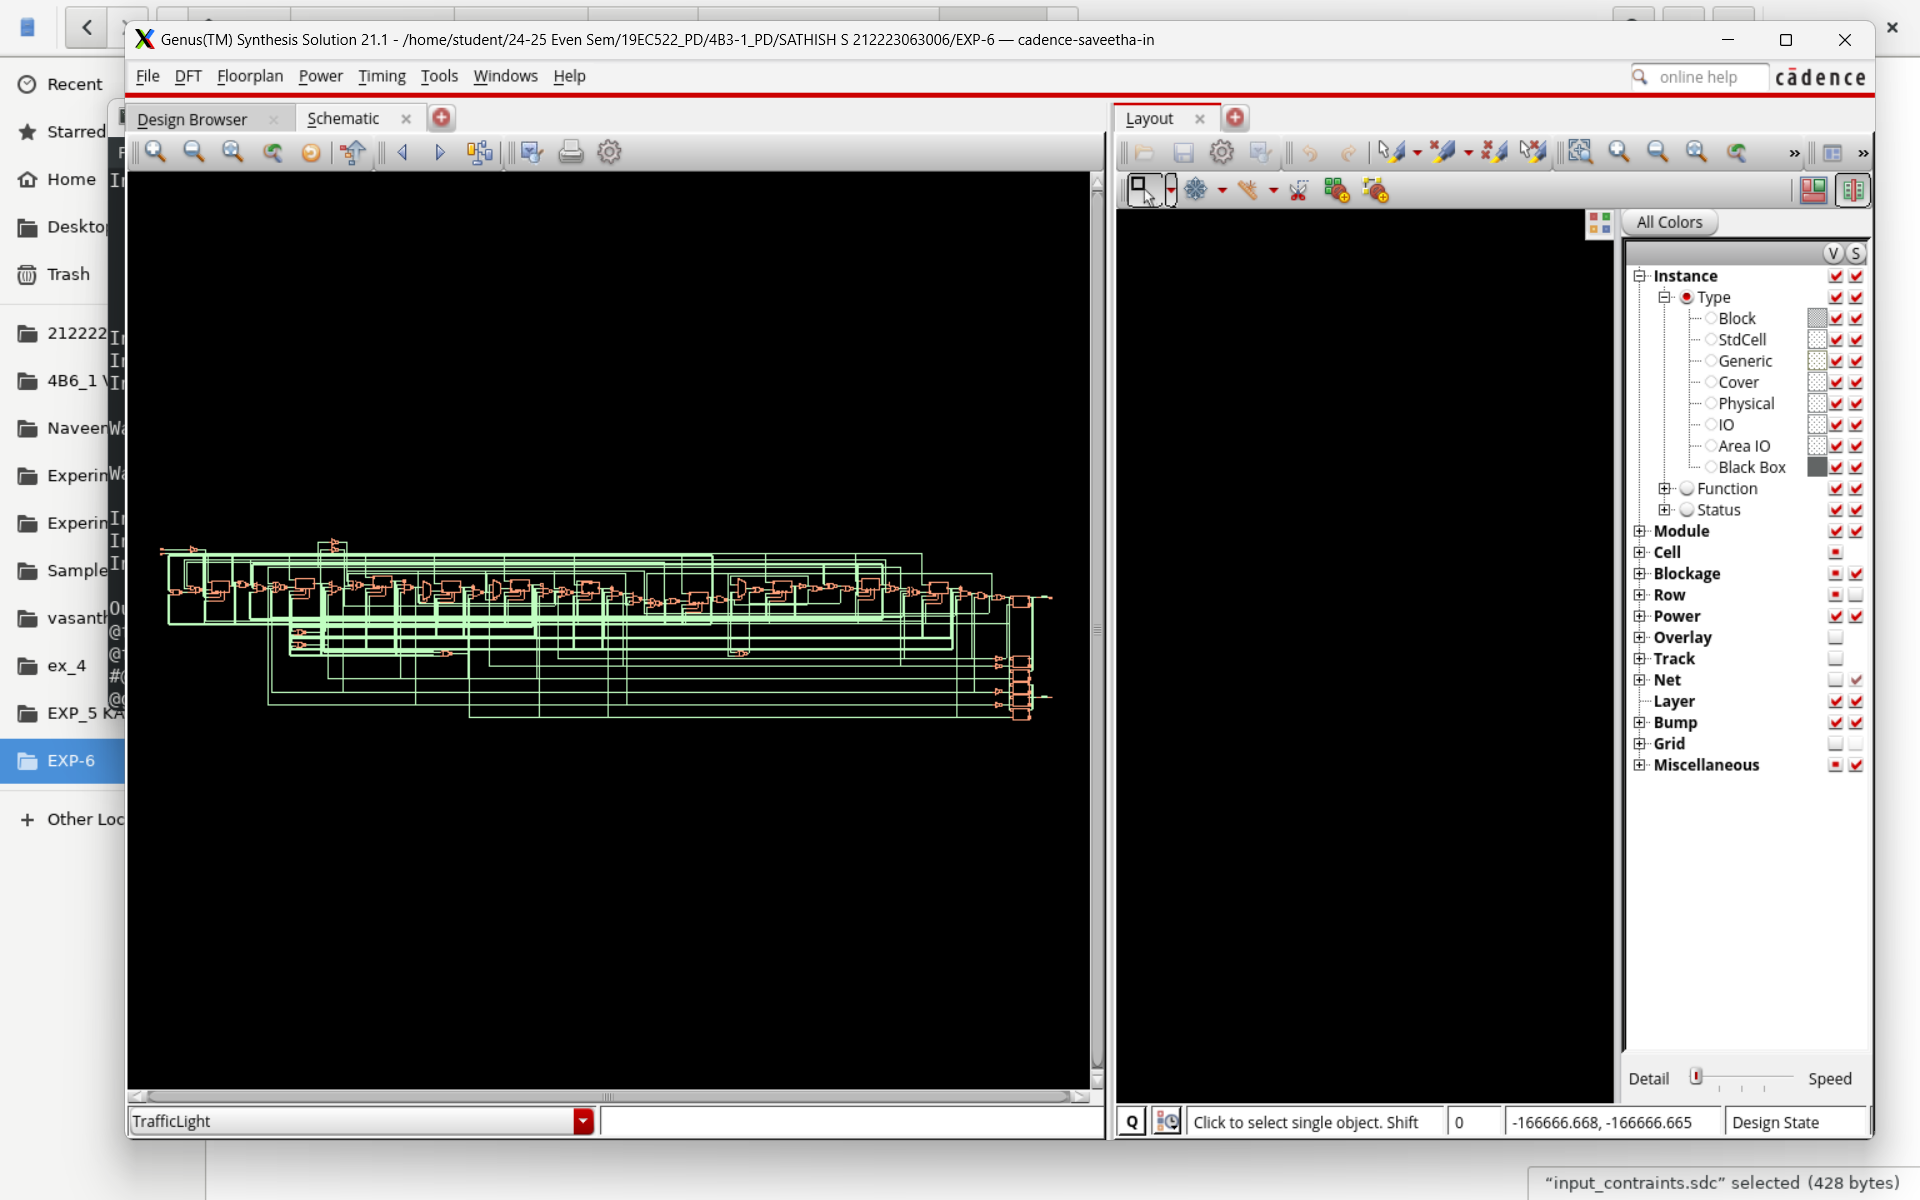 Genus(TM) Synthesis Solution 21.1 - /home/student/24-25 Even Sem/19EC522_PD/4B3-1_PD/SATHISH S 212223063006/EXP-6 — cadence-saveetha-in
File DFT Floorplan Power Timing Tools Windows Help
online help
cādence
Recent
Starred
Home
Deskto
Trash
212222
4B6_1
Naveen
Experin
Experin
Sample
vasanth
ex_4
EXP_5 KA
EXP-6
+ Other Loc
Design Browser
Schematic
Layout
All Colors
V S
Instance
Type
Block
StdCell
Generic
Cover
Physical
IO
Area IO
Black Box
Function
Status
Module
Cell
Blockage
Row
Power
Overlay
Track
Net
Layer
Bump
Grid
Miscellaneous
Detail Speed
TrafficLight
Q Click to select single object. Shift 0 -166666.668, -166666.665 Design State
“input_contraints.sdc” selected (428 bytes)